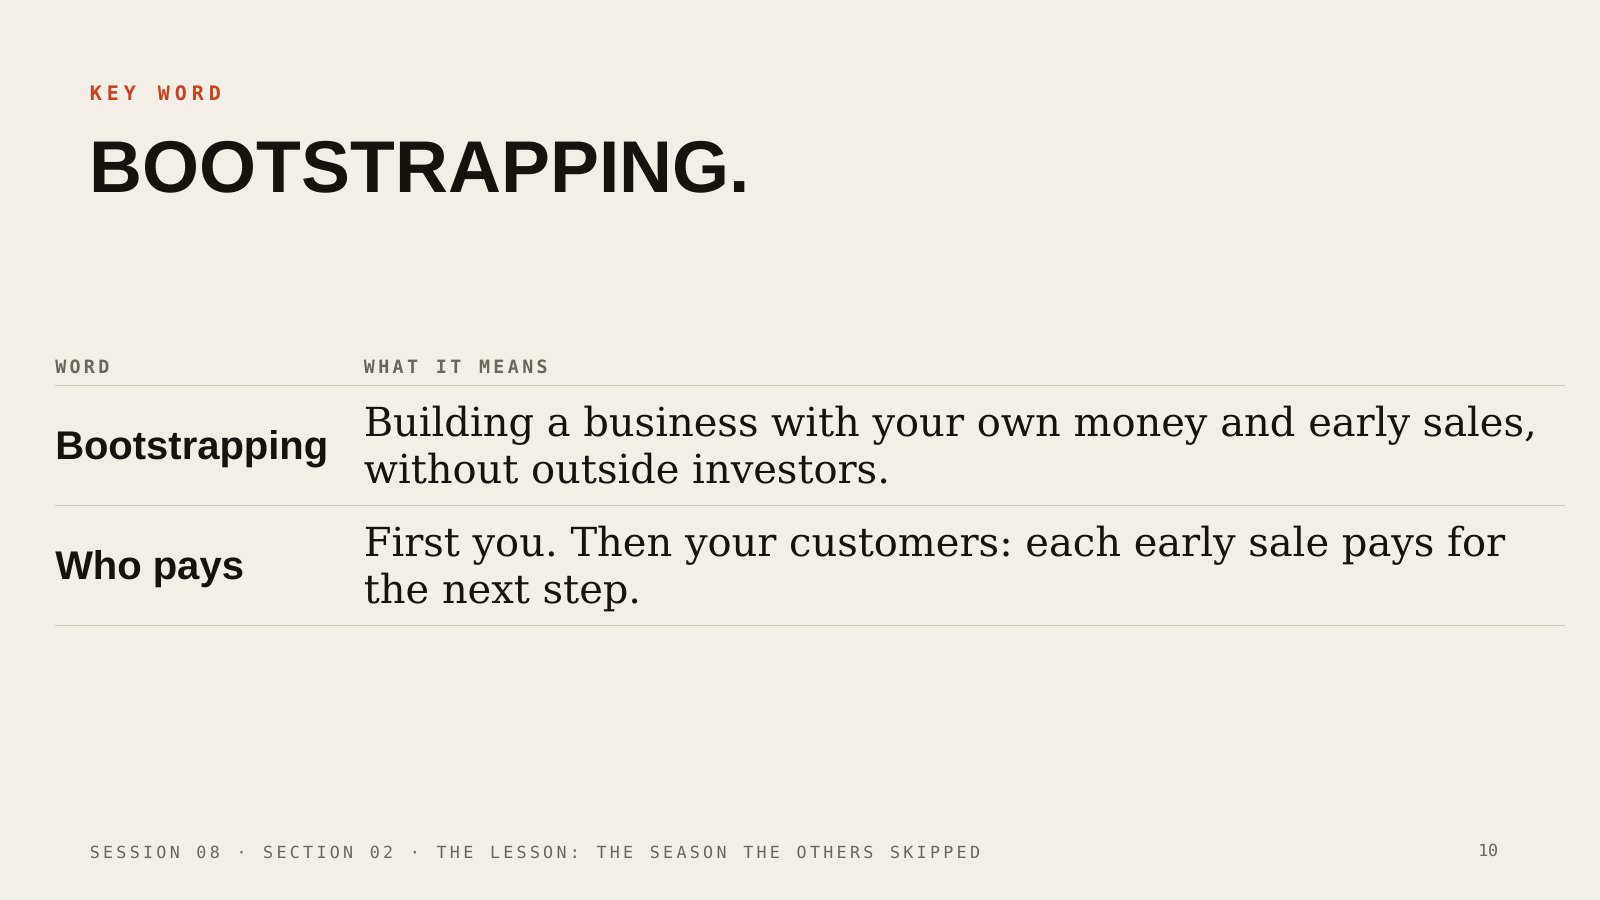 KEY WORD
BOOTSTRAPPING.
WORD
WHAT IT MEANS
Bootstrapping
Building a business with your own money and early sales,
without outside investors.
Who pays
First you. Then your customers: each early sale pays for
the next step.
SESSION 08 · SECTION 02 · THE LESSON: THE SEASON THE OTHERS SKIPPED
10